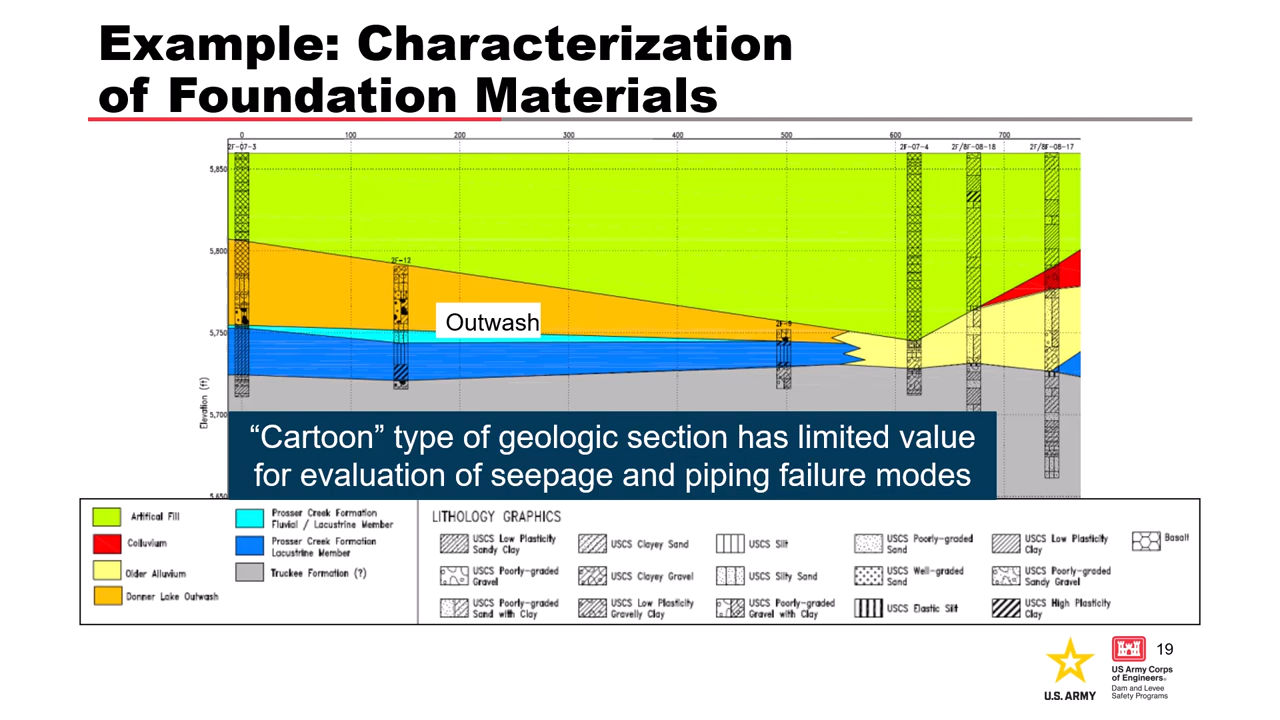 Example: Characterization
of Foundation Materials
0 100 200 300 400 500 600 700
2F-07-3 2F-07-4 2F/8F-08-18 2F/8F-08-17
5,850
5,800
2F-12
Outwash
2F-9
5,750
5,700
Elevation (ft)
“Cartoon” type of geologic section has limited value
for evaluation of seepage and piping failure modes
5,650
Artifical Fill
Colluvium
Older Alluvium
Donner Lake Outwash
Prosser Creek Formation
Fluvial / Lacustrine Member
Prosser Creek Formation
Lacustrine Member
Truckee Formation (?)
LITHOLOGY GRAPHICS
USCS Low Plasticity
Sandy Clay
USCS Poorly-graded
Gravel
USCS Poorly-graded
Sand with Clay
USCS Clayey Sand
USCS Clayey Gravel
USCS Low Plasticity
Gravelly Clay
USCS Silt
USCS Silty Sand
USCS Poorly-graded
Gravel with Clay
USCS Poorly-graded
Sand
USCS Well-graded
Sand
USCS Elastic Silt
USCS Low Plasticity
Clay
USCS Poorly-graded
Sandy Gravel
USCS High Plasticity
Clay
Basalt
U.S. ARMY
19
US Army Corps
of Engineers®
Dam and Levee
Safety Programs